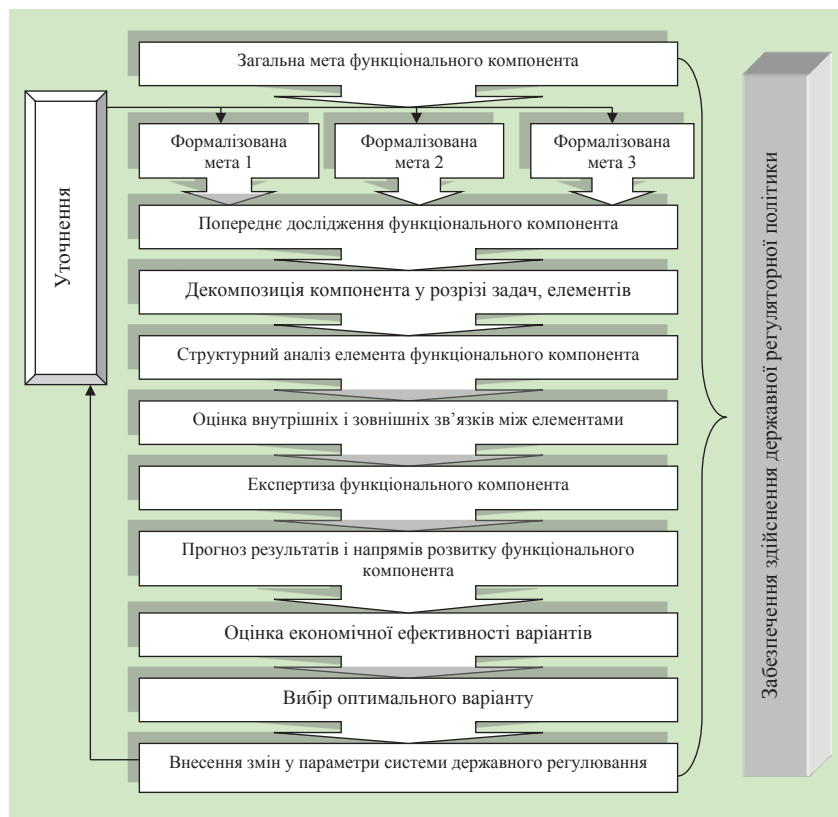 Загальна мета функціонального компонента
Уточнення
Формалізована
мета 1
Формалізована
мета 2
Формалізована
мета 3
Попереднє дослідження функціонального компонента
Декомпозиція компонента у розрізі задач, елементів
Структурний аналіз елемента функціонального компонента
Оцінка внутрішніх і зовнішніх зв’язків між елементами
Експертиза функціонального компонента
Прогноз результатів і напрямів розвитку функціонального
компонента
Оцінка економічної ефективності варіантів
Вибір оптимального варіанту
Внесення змін у параметри системи державного регулювання
Забезпечення здійснення державної регуляторної політики